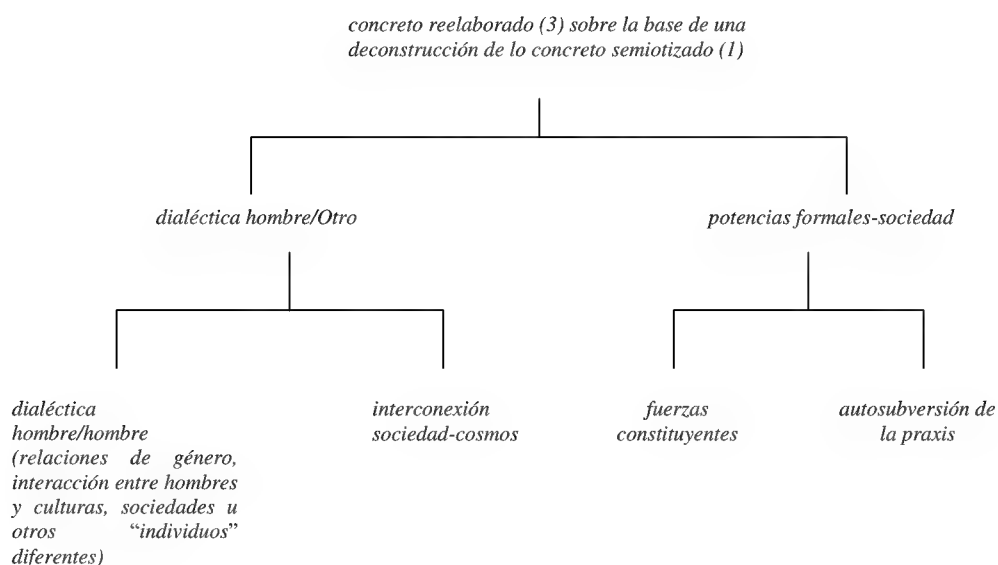 concreto reelaborado (3) sobre la base de una
deconstrucción de lo concreto semiotizado (1)
dialéctica hombre/Otro
potencias formales-sociedad
dialéctica
hombre/hombre
(relaciones de género,
interacción entre hombres
y culturas, sociedades u
otros "individuos"
diferentes)
interconexión
sociedad-cosmos
fuerzas
constituyentes
autosubversión de
la praxis